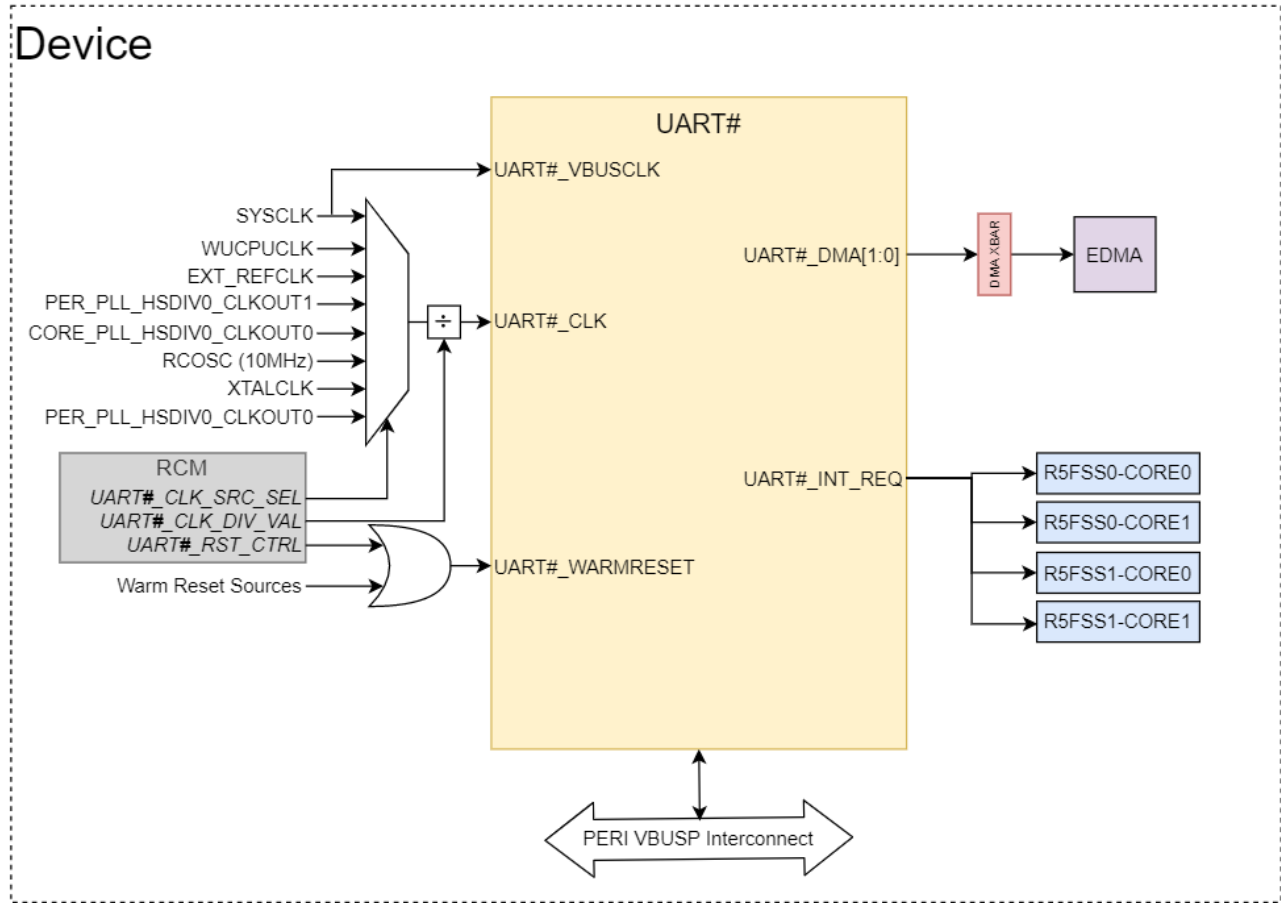 Device
UART#
UART#_VBUSCLK
SYSCLK
WUCPUCLK
EXT_REFCLK
PER_PLL_HSDIV0_CLKOUT1
CORE_PLL_HSDIV0_CLKOUT0
RCOSC (10MHz)
XTALCLK
PER_PLL_HSDIV0_CLKOUT0
÷
UART#_CLK
RCM
UART#_CLK_SRC_SEL
UART#_CLK_DIV_VAL
UART#_RST_CTRL
Warm Reset Sources
UART#_WARMRESET
UART#_DMA[1:0]
DMA XBAR
EDMA
UART#_INT_REQ
R5FSS0-CORE0
R5FSS0-CORE1
R5FSS1-CORE0
R5FSS1-CORE1
PERI VBUSP Interconnect